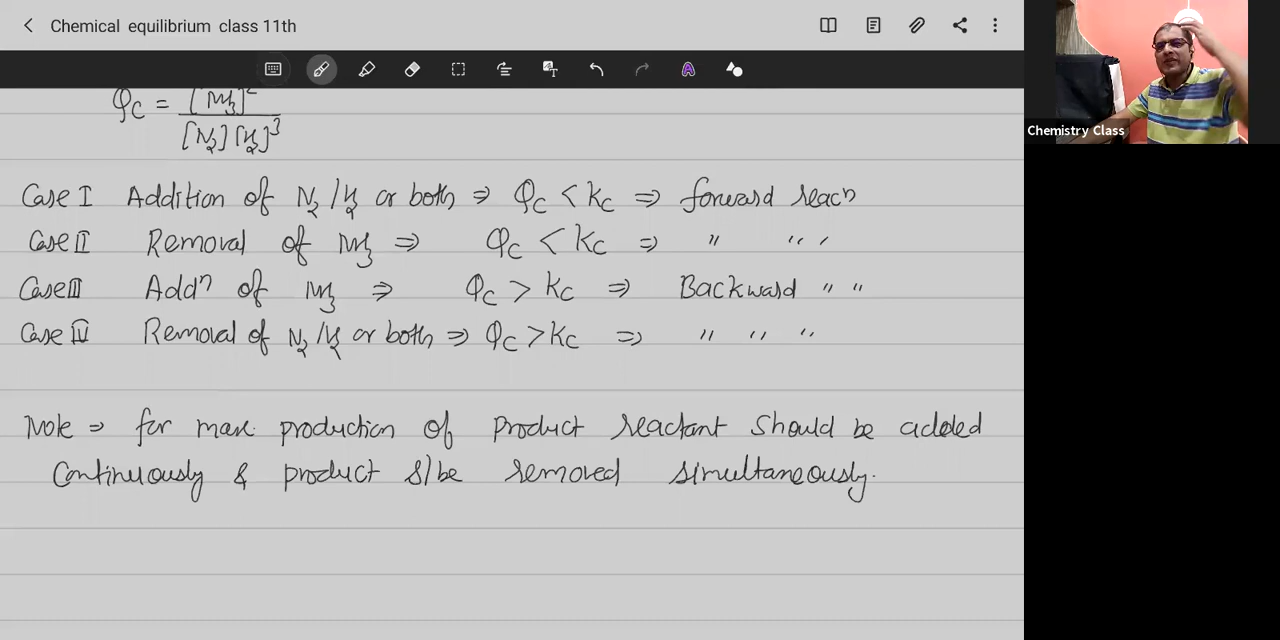 Chemical equilibrium class 11th
Chemistry Class
Qc = [NH3]²
[N2] [H2]³
Case I Addition of N2/H2 or both ⇒ Qc < Kc ⇒ forward reacn
Case II Removal of NH3 ⇒ Qc < Kc ⇒ " " "
Case III Addn of NH3 ⇒ Qc > Kc ⇒ Backward " "
Case IV Removal of N2/H2 or both ⇒ Qc > Kc ⇒ " " "
Note ⇒ for max. production of product reactant should be added
Continuously & product s/be removed simultaneously.